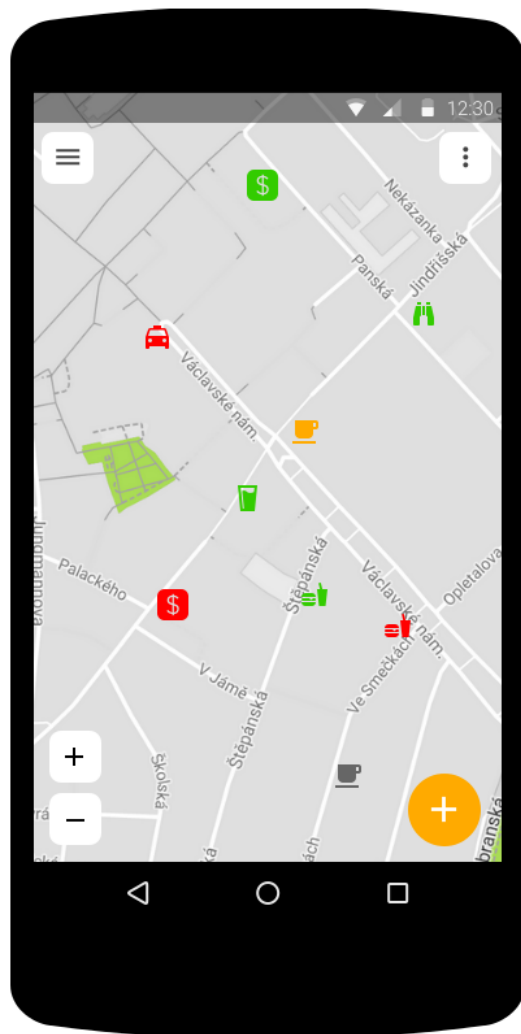 12:30
$
Nekázanka
Jindřišská
Panská
Václavské nám.
Jungmannova
Palackého
Štěpánská
Václavské nám.
Opletalova
$
V Jámě
Ve Smečkách
Štěpánská
+
Školská
−
+